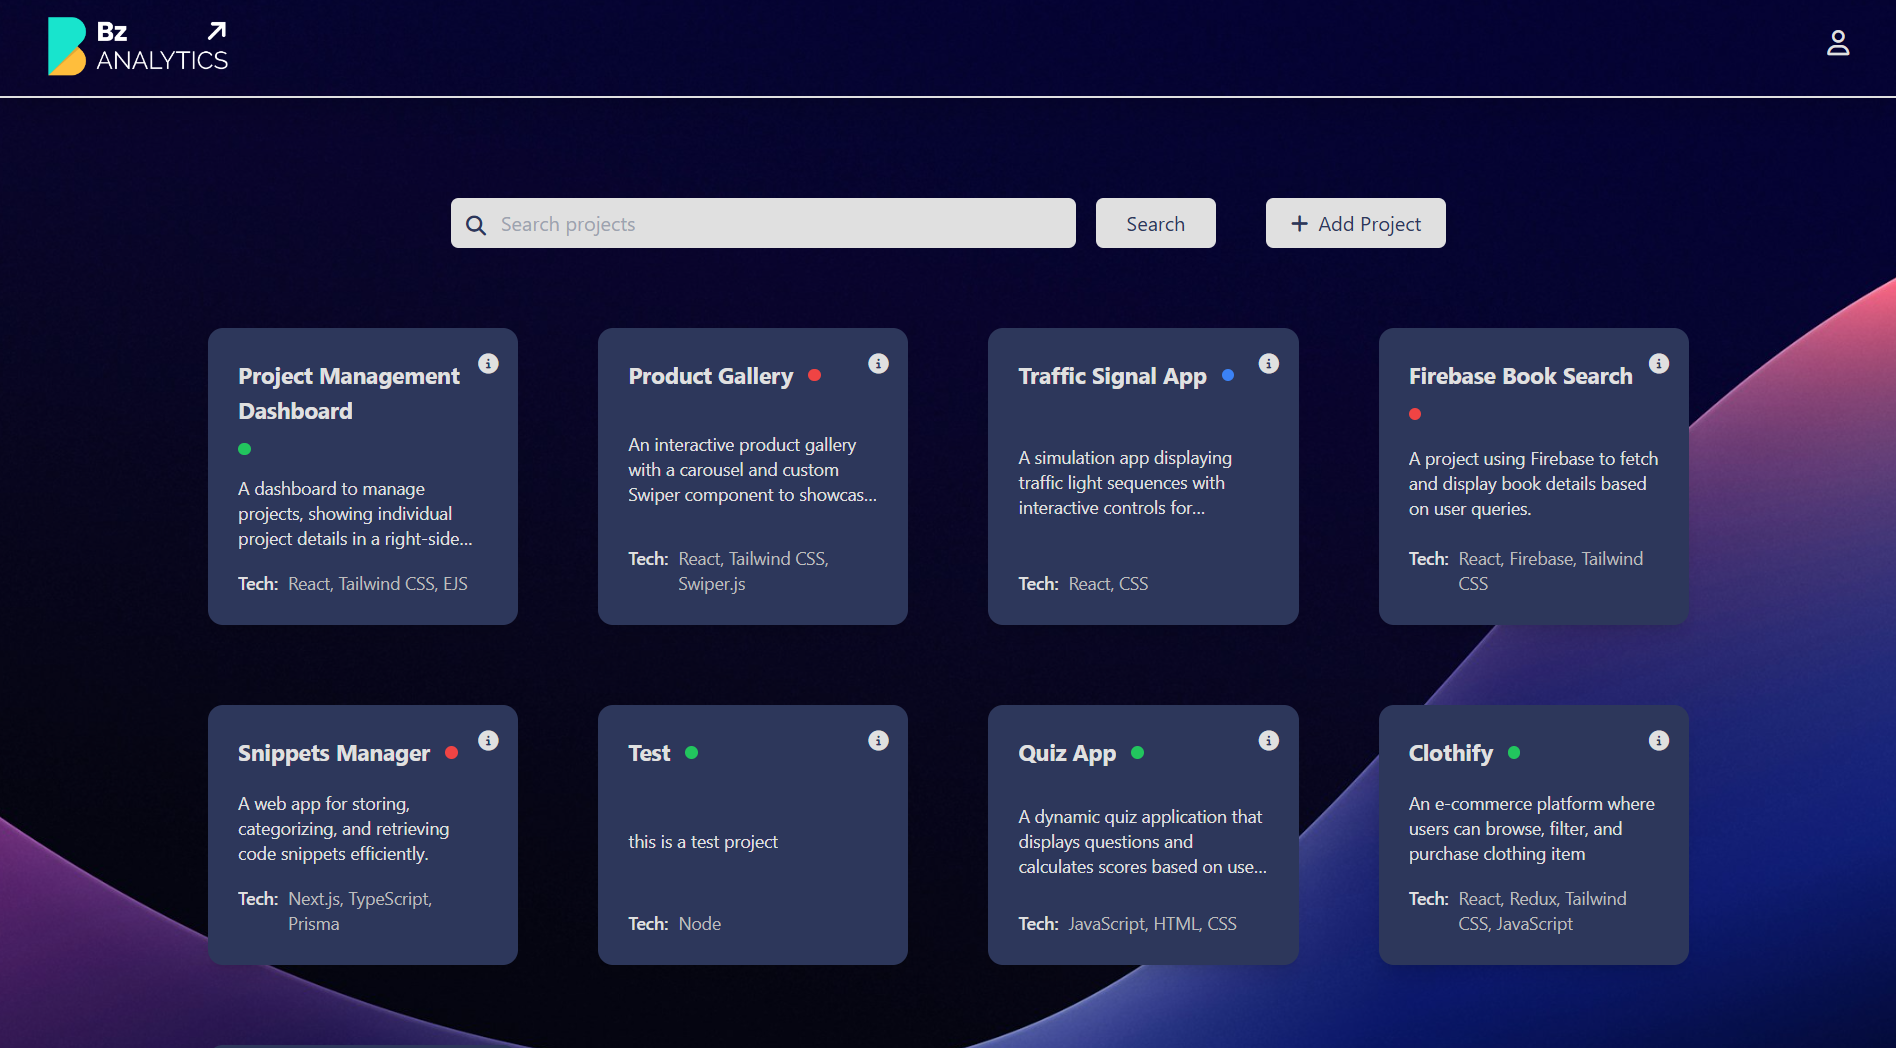 Bz
ANALYTICS
Search projects
Search
Add Project
Project Management
Dashboard
A dashboard to manage
projects, showing individual
project details in a right-side...
Tech: React, Tailwind CSS, EJS
Product Gallery
An interactive product gallery
with a carousel and custom
Swiper component to showcas...
Tech: React, Tailwind CSS,
Swiper.js
Traffic Signal App
A simulation app displaying
traffic light sequences with
interactive controls for...
Tech: React, CSS
Firebase Book Search
A project using Firebase to fetch
and display book details based
on user queries.
Tech: React, Firebase, Tailwind
CSS
Snippets Manager
A web app for storing,
categorizing, and retrieving
code snippets efficiently.
Tech: Next.js, TypeScript,
Prisma
Test
this is a test project
Tech: Node
Quiz App
A dynamic quiz application that
displays questions and
calculates scores based on use...
Tech: JavaScript, HTML, CSS
Clothify
An e-commerce platform where
users can browse, filter, and
purchase clothing item
Tech: React, Redux, Tailwind
CSS, JavaScript